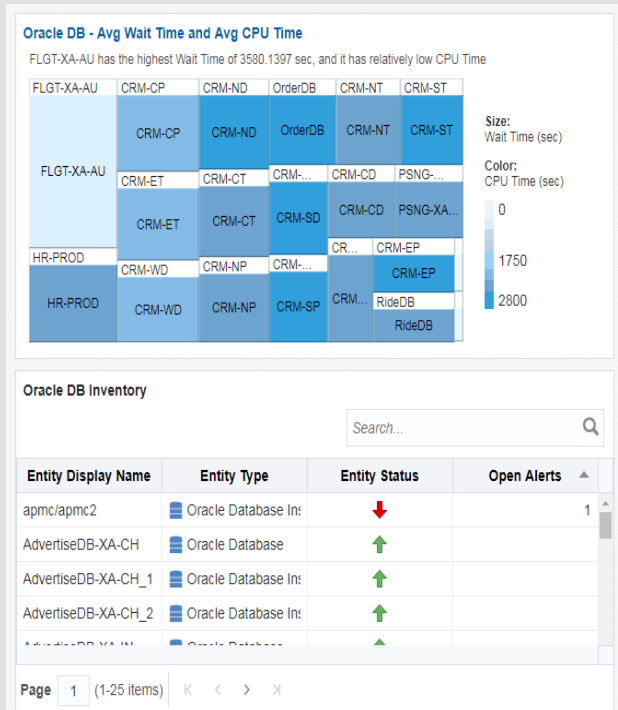 Oracle DB - Avg Wait Time and Avg CPU Time
FLGT-XA-AU has the highest Wait Time of 3580.1397 sec, and it has relatively low CPU Time
FLGT-XA-AU CRM-CP CRM-ND OrderDB CRM-NT CRM-ST
CRM-CP CRM-ND OrderDB CRM-NT CRM-ST
Size:
Wait Time (sec)
Color:
CPU Time (sec)
0
1750
2800
FLGT-XA-AU
CRM-ET CRM-CT CRM-... CRM-CD PSNG-...
CRM-ET CRM-CT CRM-SD CRM-CD PSNG-XA...
CR... CRM-EP
HR-PROD CRM-WD CRM-NP CRM-...
CRM-EP
HR-PROD CRM-WD CRM-NP CRM-SP CRM... RideDB
RideDB
Oracle DB Inventory
Search...
Entity Display Name Entity Type Entity Status Open Alerts
apmc/apmc2 Oracle Database Ins 1
AdvertiseDB-XA-CH Oracle Database
AdvertiseDB-XA-CH_1 Oracle Database Ins
AdvertiseDB-XA-CH_2 Oracle Database Ins
Page 1 (1-25 items)